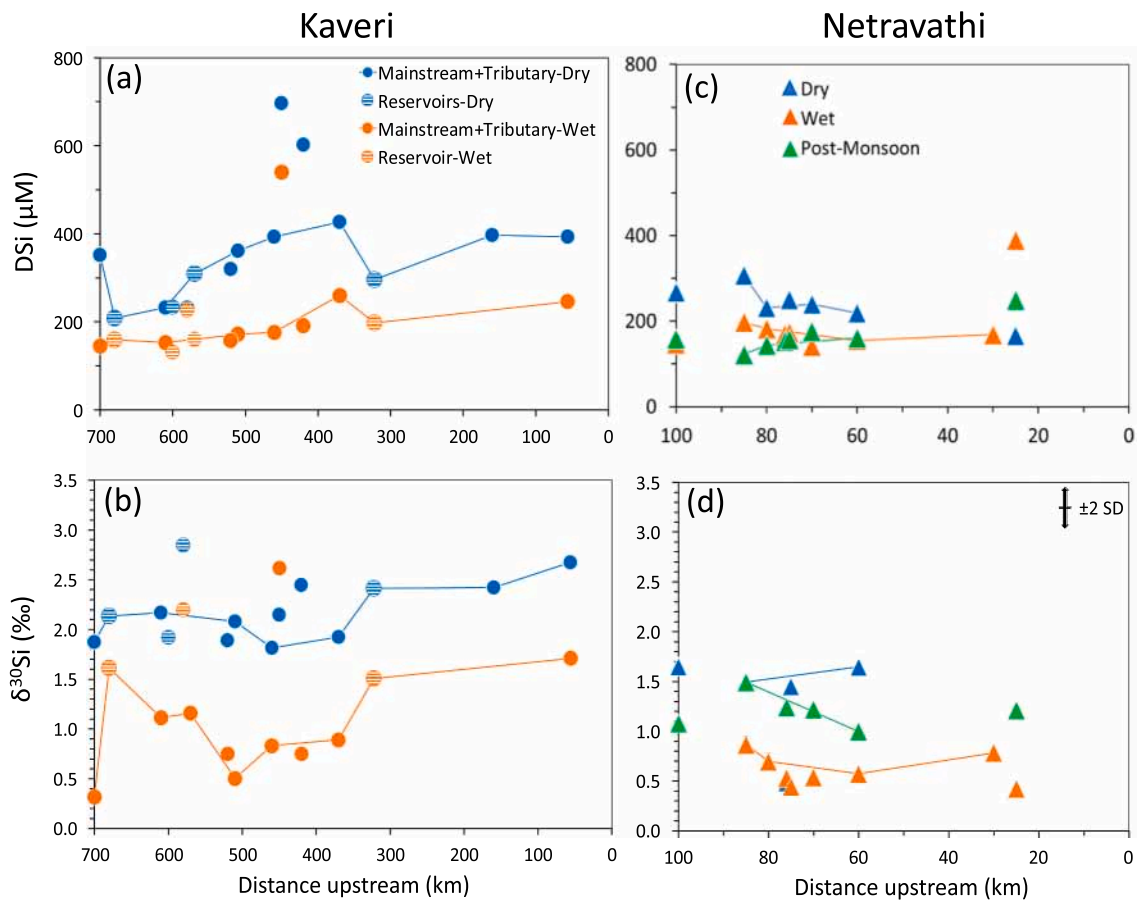 Kaveri
Netravathi
(a)
Mainstream+Tributary-Dry
Reservoirs-Dry
Mainstream+Tributary-Wet
Reservoir-Wet
DSi (µM)
800
600
400
200
0
700 600 500 400 300 200 100 0
(c)
Dry
Wet
Post-Monsoon
800
600
400
200
0
100 80 60 40 20 0
(b)
δ³⁰Si (‰)
3.5
3.0
2.5
2.0
1.5
1.0
0.5
0.0
700 600 500 400 300 200 100 0
Distance upstream (km)
(d)
±2 SD
3.5
3.0
2.5
2.0
1.5
1.0
0.5
0.0
100 80 60 40 20 0
Distance upstream (km)